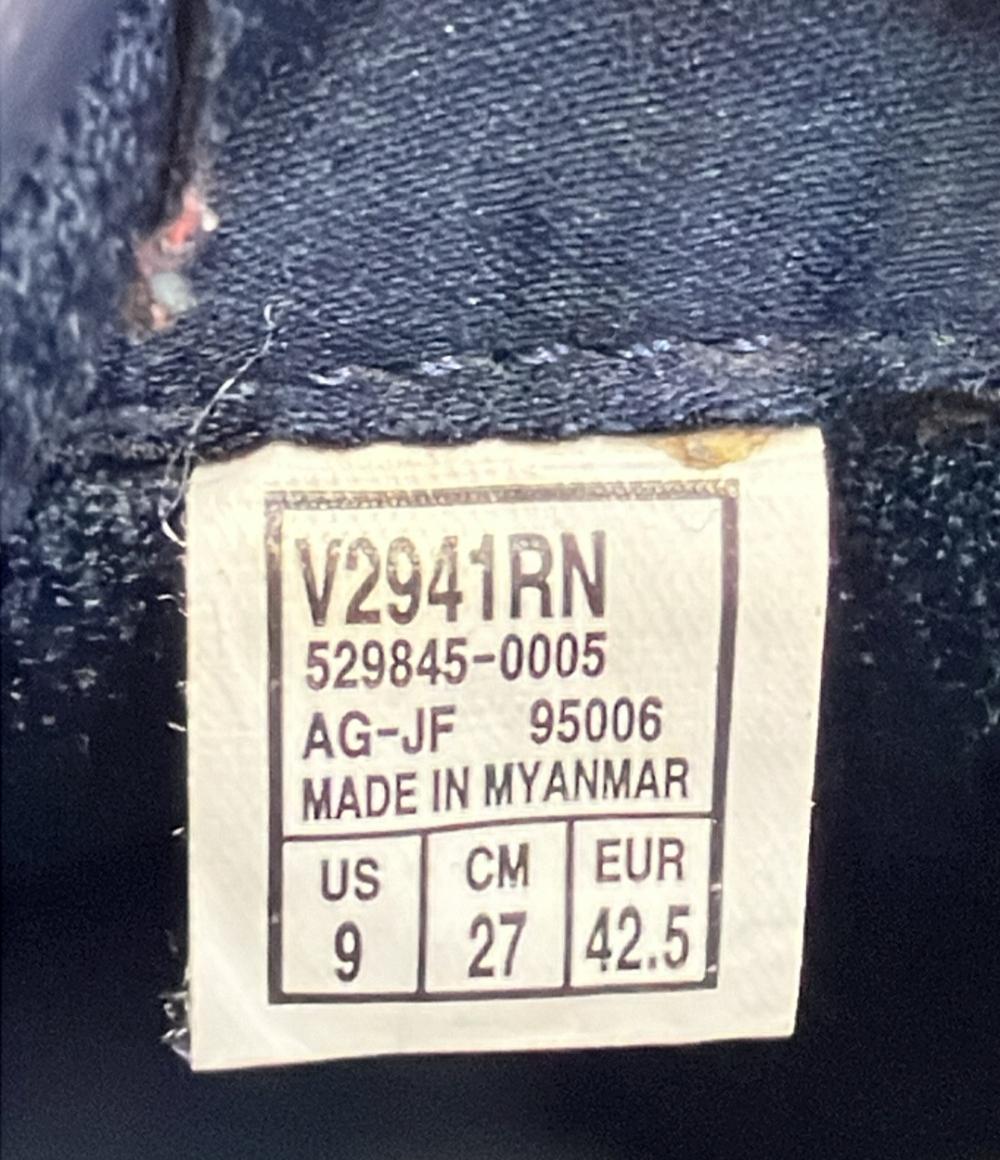 V2941RN
529845-0005
AG-JF 95006
MADE IN MYANMAR
US CM EUR
9 27 42.5